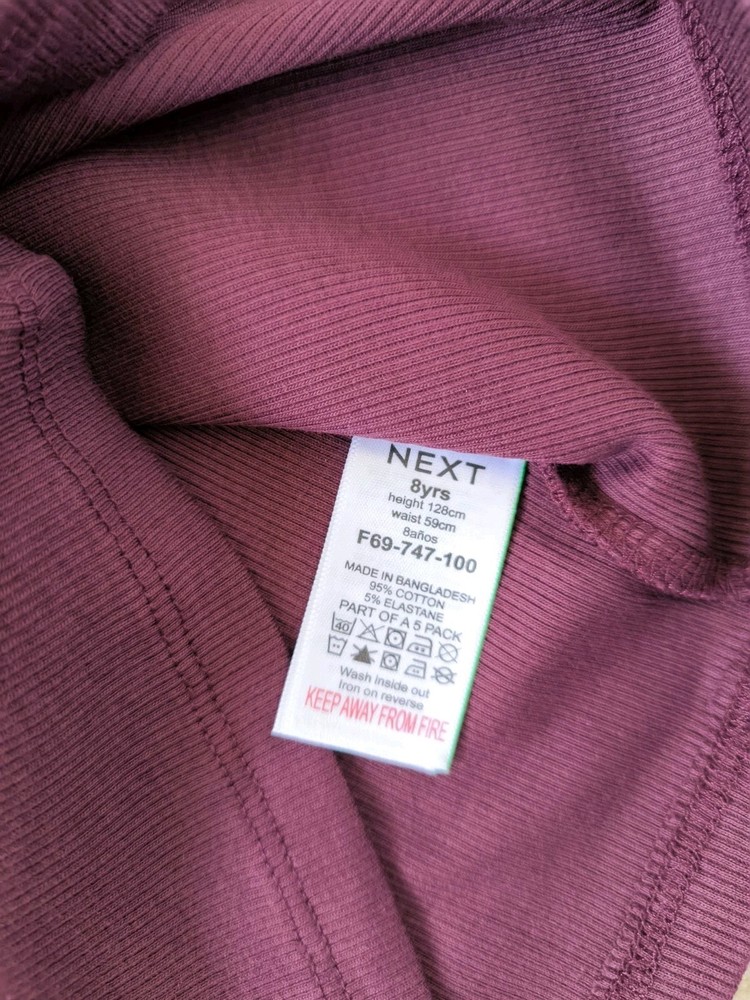 NEXT
8yrs
height 128cm
waist 59cm
8años
F69-747-100
MADE IN BANGLADESH
95% COTTON
5% ELASTANE
PART OF A 5 PACK
40
Wash inside out
Iron on reverse
KEEP AWAY FROM FIRE